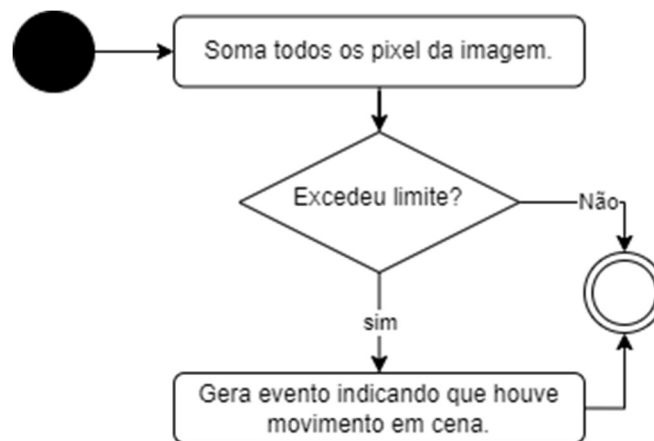 Soma todos os pixel da imagem.
Excedeu limite?
Não
sim
Gera evento indicando que houve
movimento em cena.